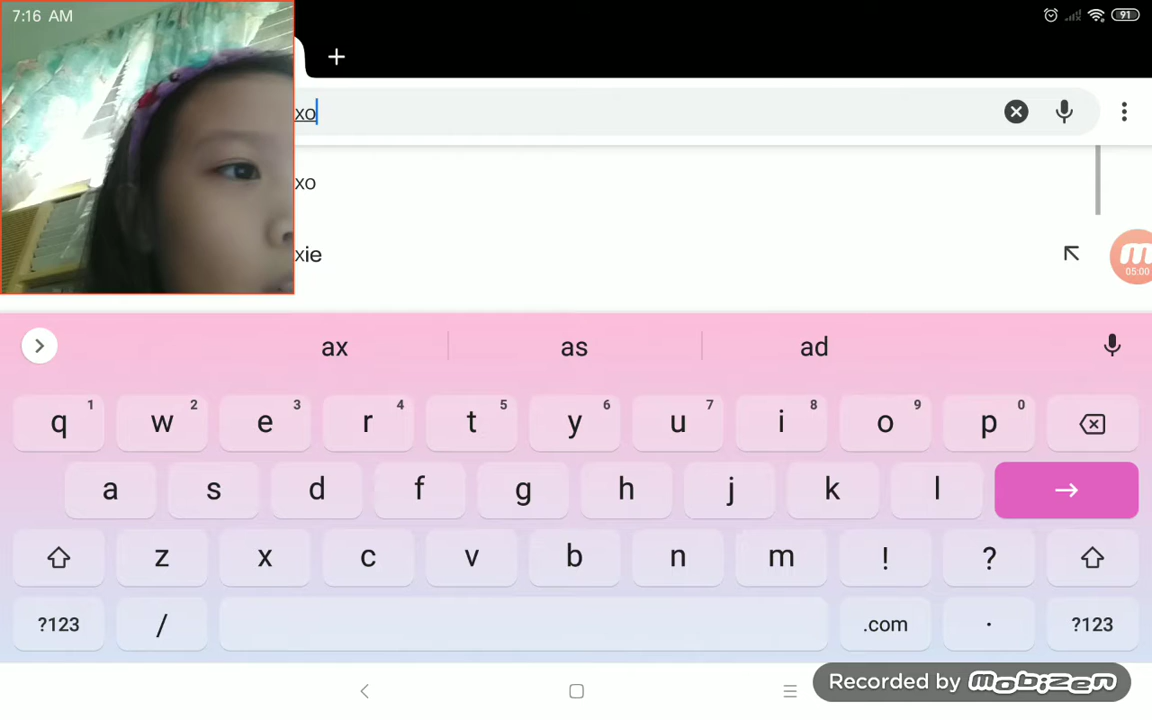 7:16 AM
91
xo
xo
xie
05:00
ax as ad
q 1 w 2 e 3 r 4 t 5 y 6 u 7 i 8 o 9 p 0
a s d f g h j k l
z x c v b n m ! ?
?123 / .com . ?123
Recorded by mobizen